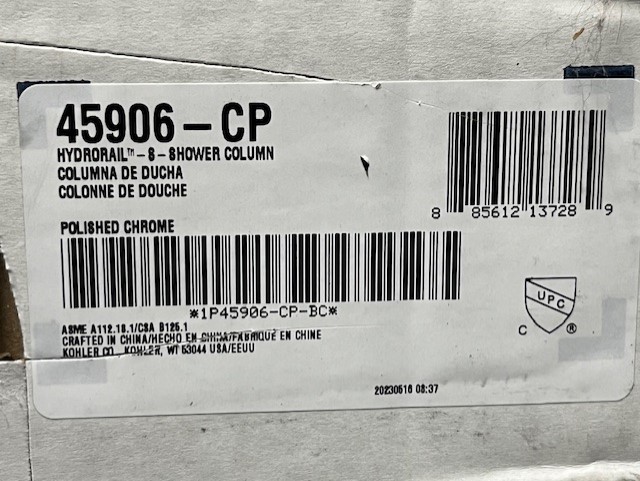 45906-CP
HYDRORAIL™-S-SHOWER COLUMN
COLUMNA DE DUCHA
COLONNE DE DOUCHE
POLISHED CHROME
8 85612 13728 9
*1P45906-CP-BC*
UPC
C ®
ASME A112.18.1/CSA B125.1
CRAFTED IN CHINA/HECHO EN CHINA/FABRIQUÉ EN CHINE
KOHLER CO. KOHLER, WI 53044 USA/EEUU
20230516 08:37